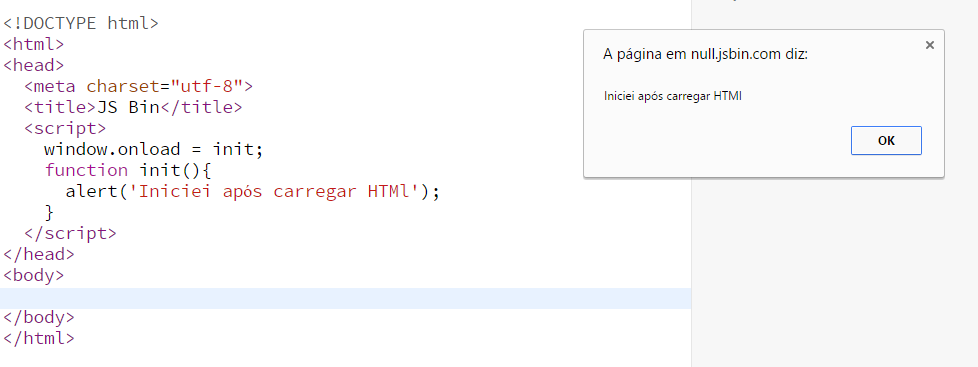 <!DOCTYPE html>
<html>
<head>
<meta charset="utf-8">
<title>JS Bin</title>
<script>
window.onload = init;
function init(){
alert('Iniciei após carregar HTMl');
}
</script>
</head>
<body>
</body>
</html>
A página em null.jsbin.com diz:
×
Iniciei após carregar HTMl
OK